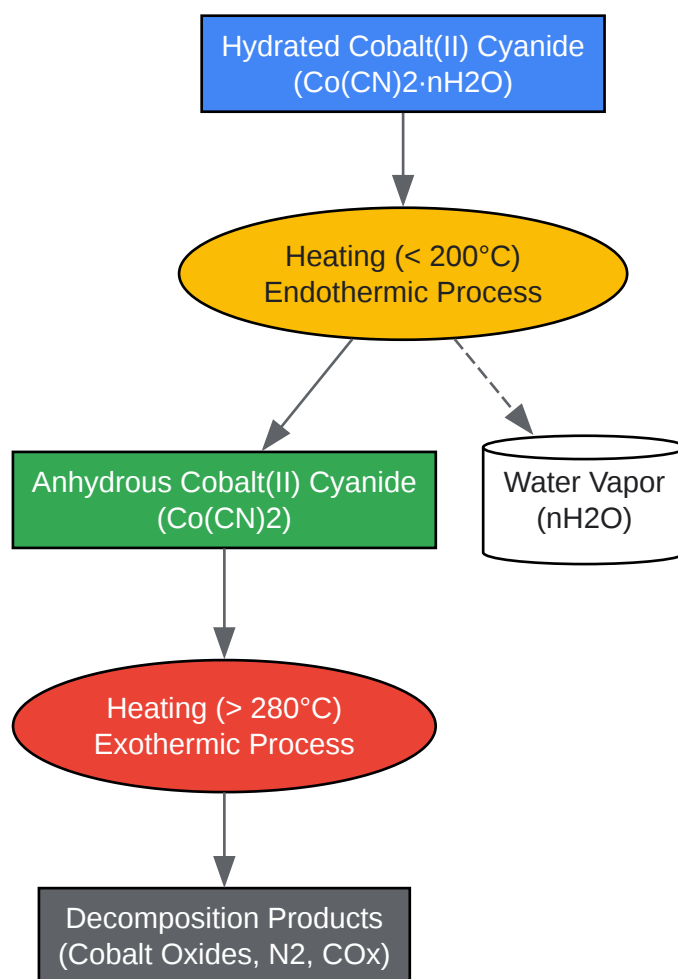 Hydrated Cobalt(II) Cyanide
(Co(CN)2·nH2O)
Heating (< 200°C)
Endothermic Process
Anhydrous Cobalt(II) Cyanide
(Co(CN)2)
Water Vapor
(nH2O)
Heating (> 280°C)
Exothermic Process
Decomposition Products
(Cobalt Oxides, N2, COx)